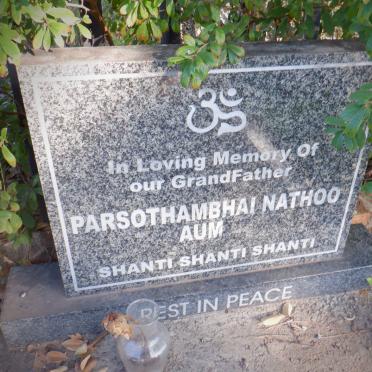 ॐ
In Loving Memory Of
our GrandFather
PARSOTHAMBHAI NATHOO
AUM
SHANTI SHANTI SHANTI
REST IN PEACE